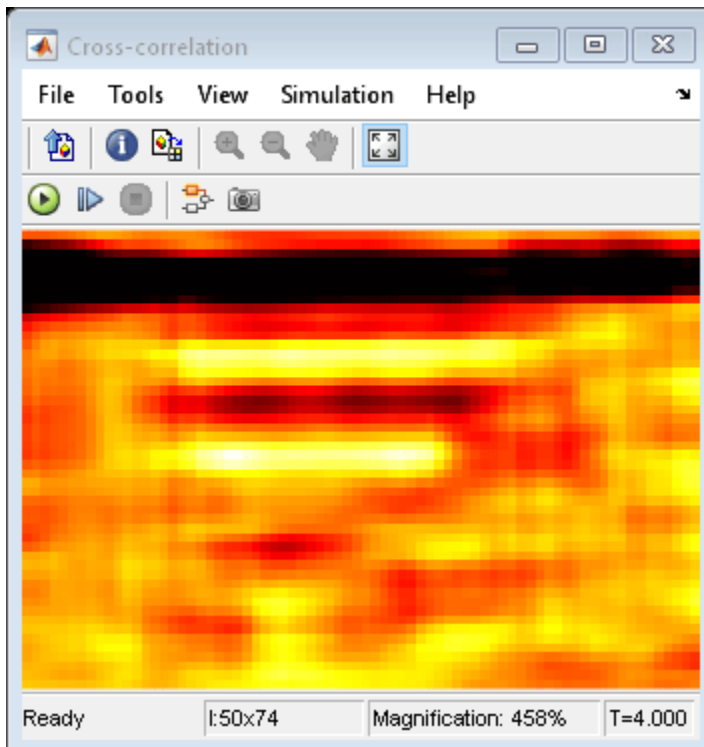 Cross-correlation
File Tools View Simulation Help
Ready I:50x74 Magnification: 458% T=4.000